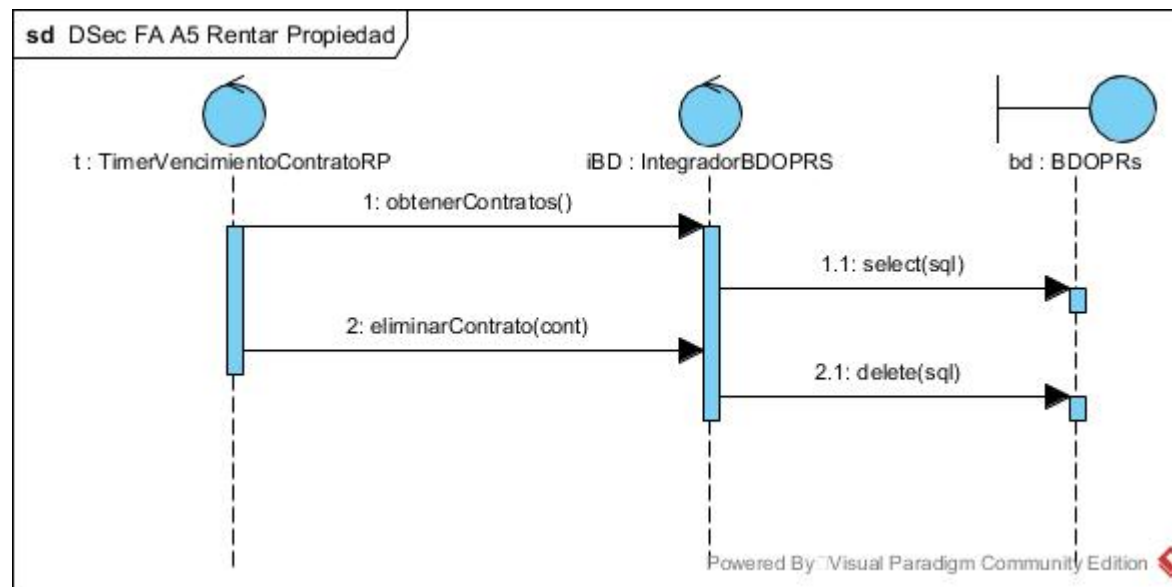 sd DSec FA A5 Rentar Propiedad
t : TimerVencimientoContratoRP
iBD : IntegradorBDOPRS
bd : BDOPRs
1: obtenerContratos()
1.1: select(sql)
2: eliminarContrato(cont)
2.1: delete(sql)
Powered By Visual Paradigm Community Edition